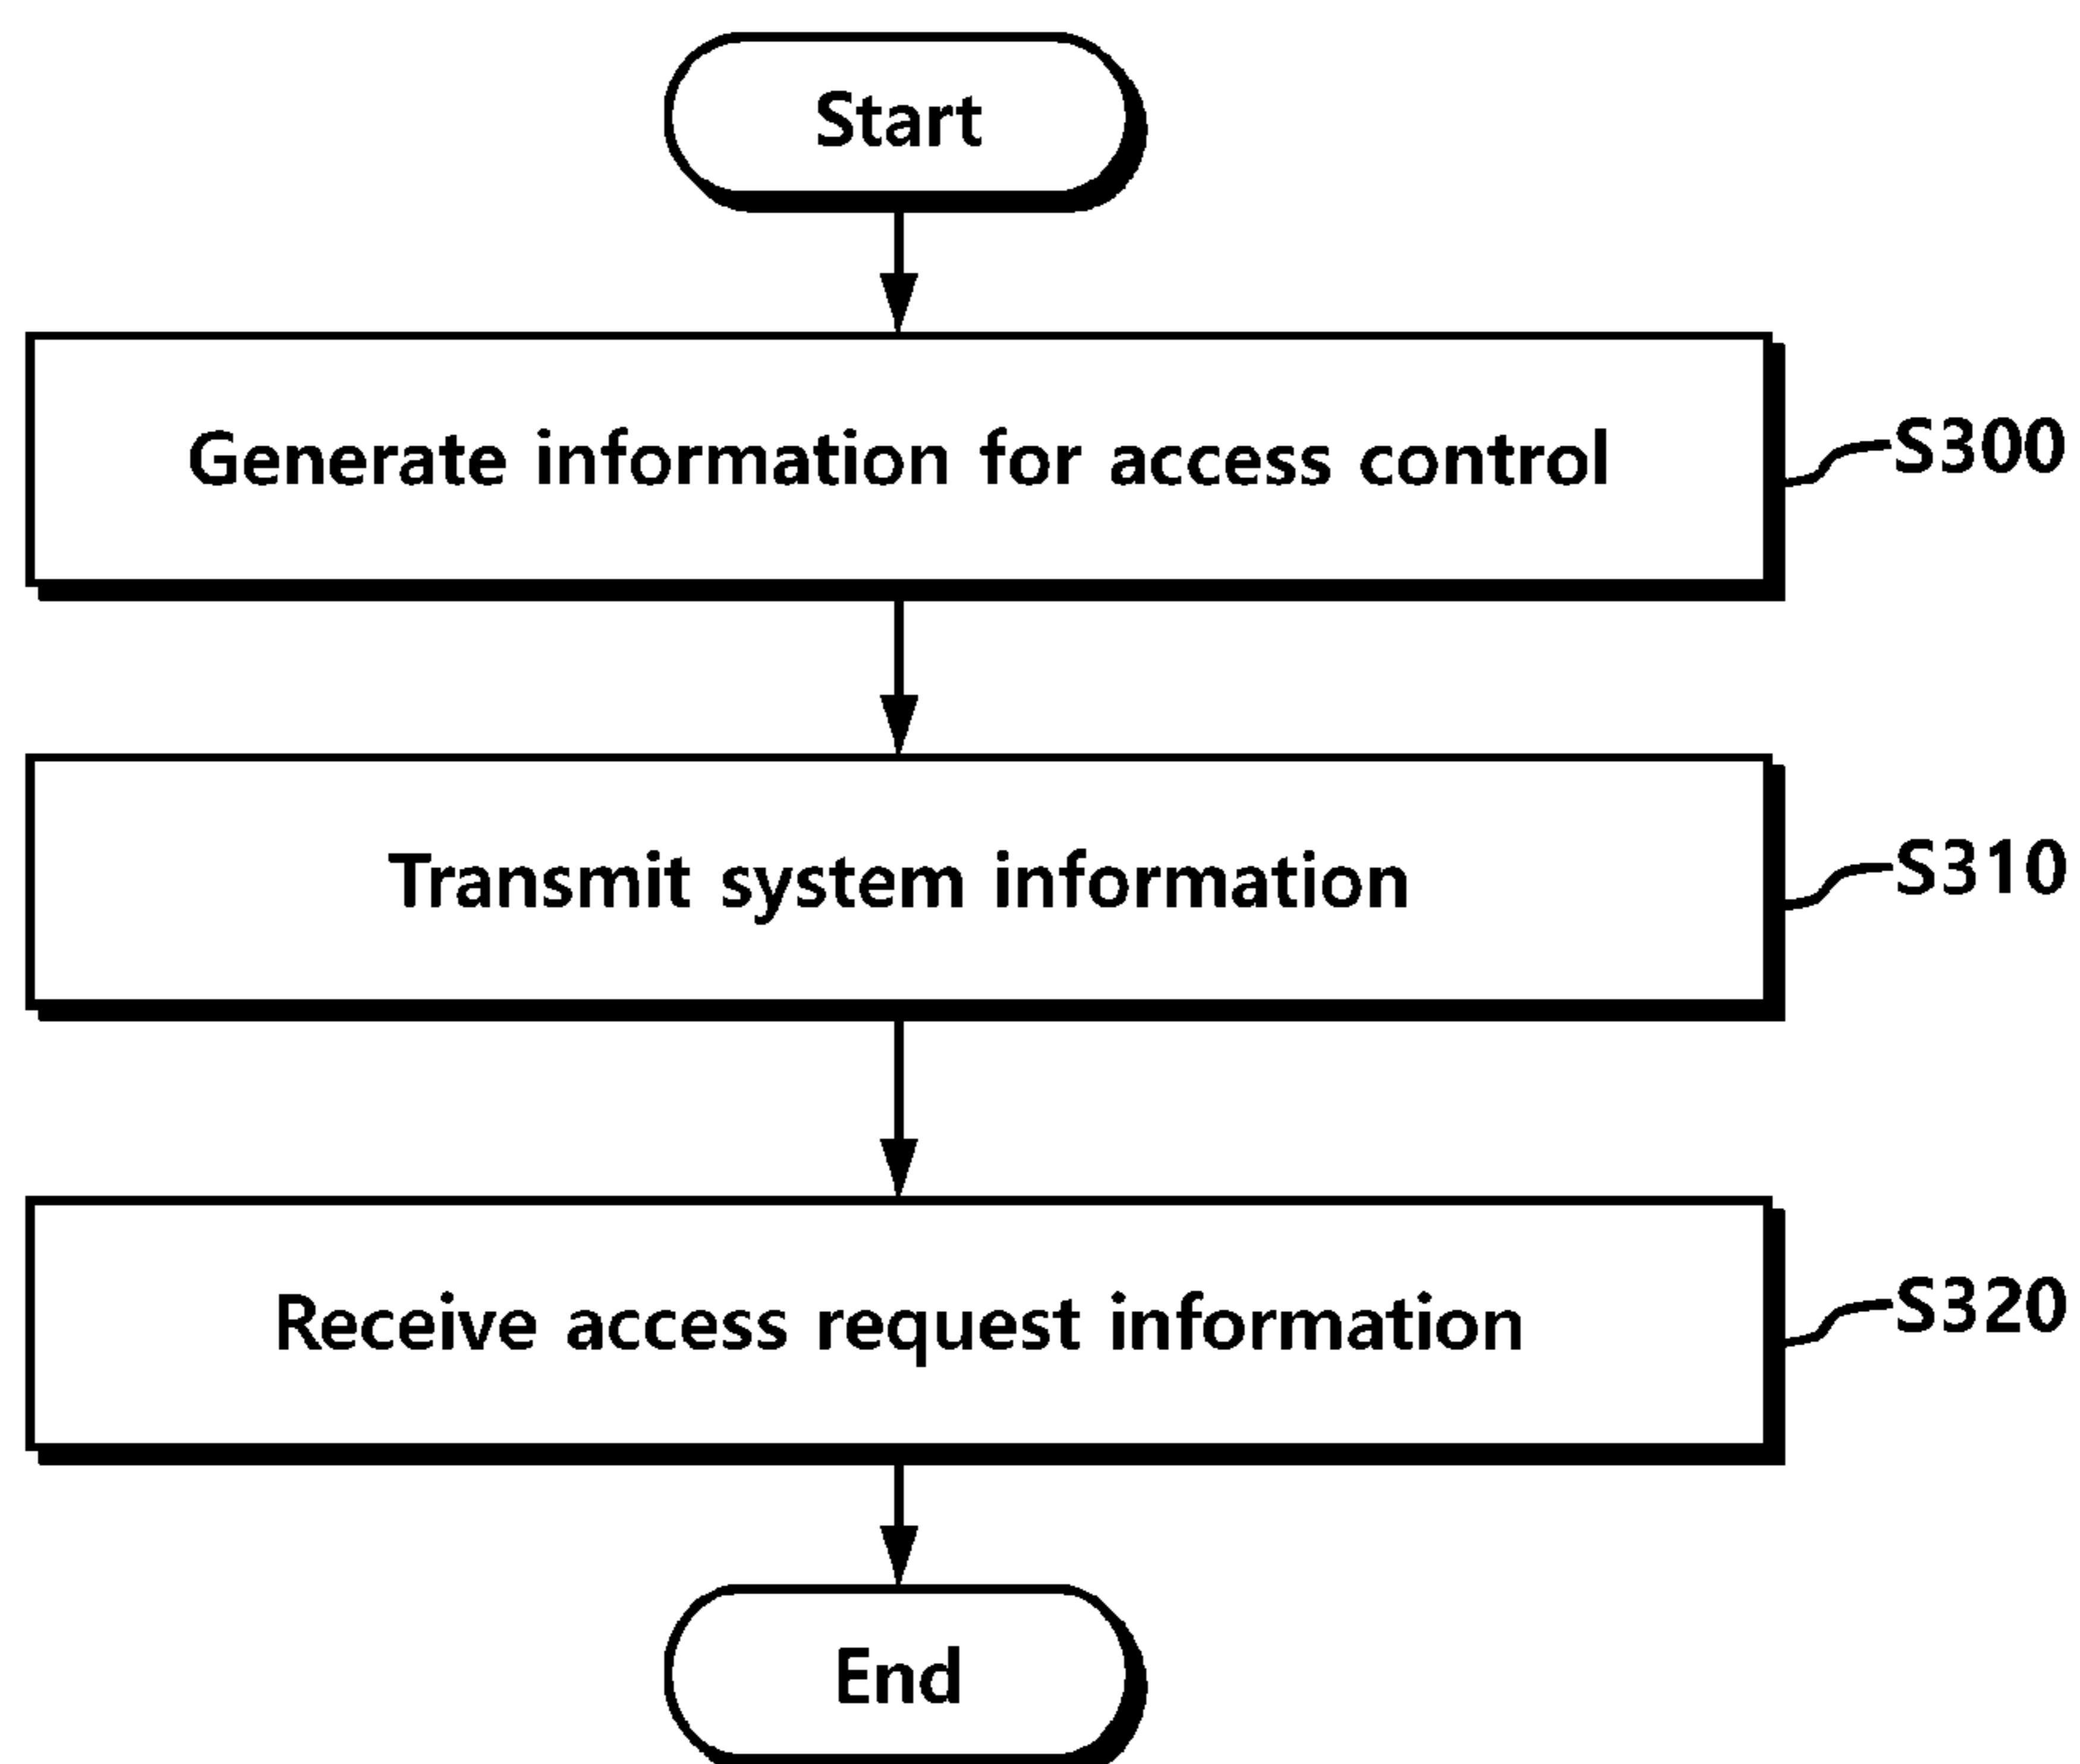 Start
Generate information for access control
S300
Transmit system information
S310
Receive access request information
S320
End